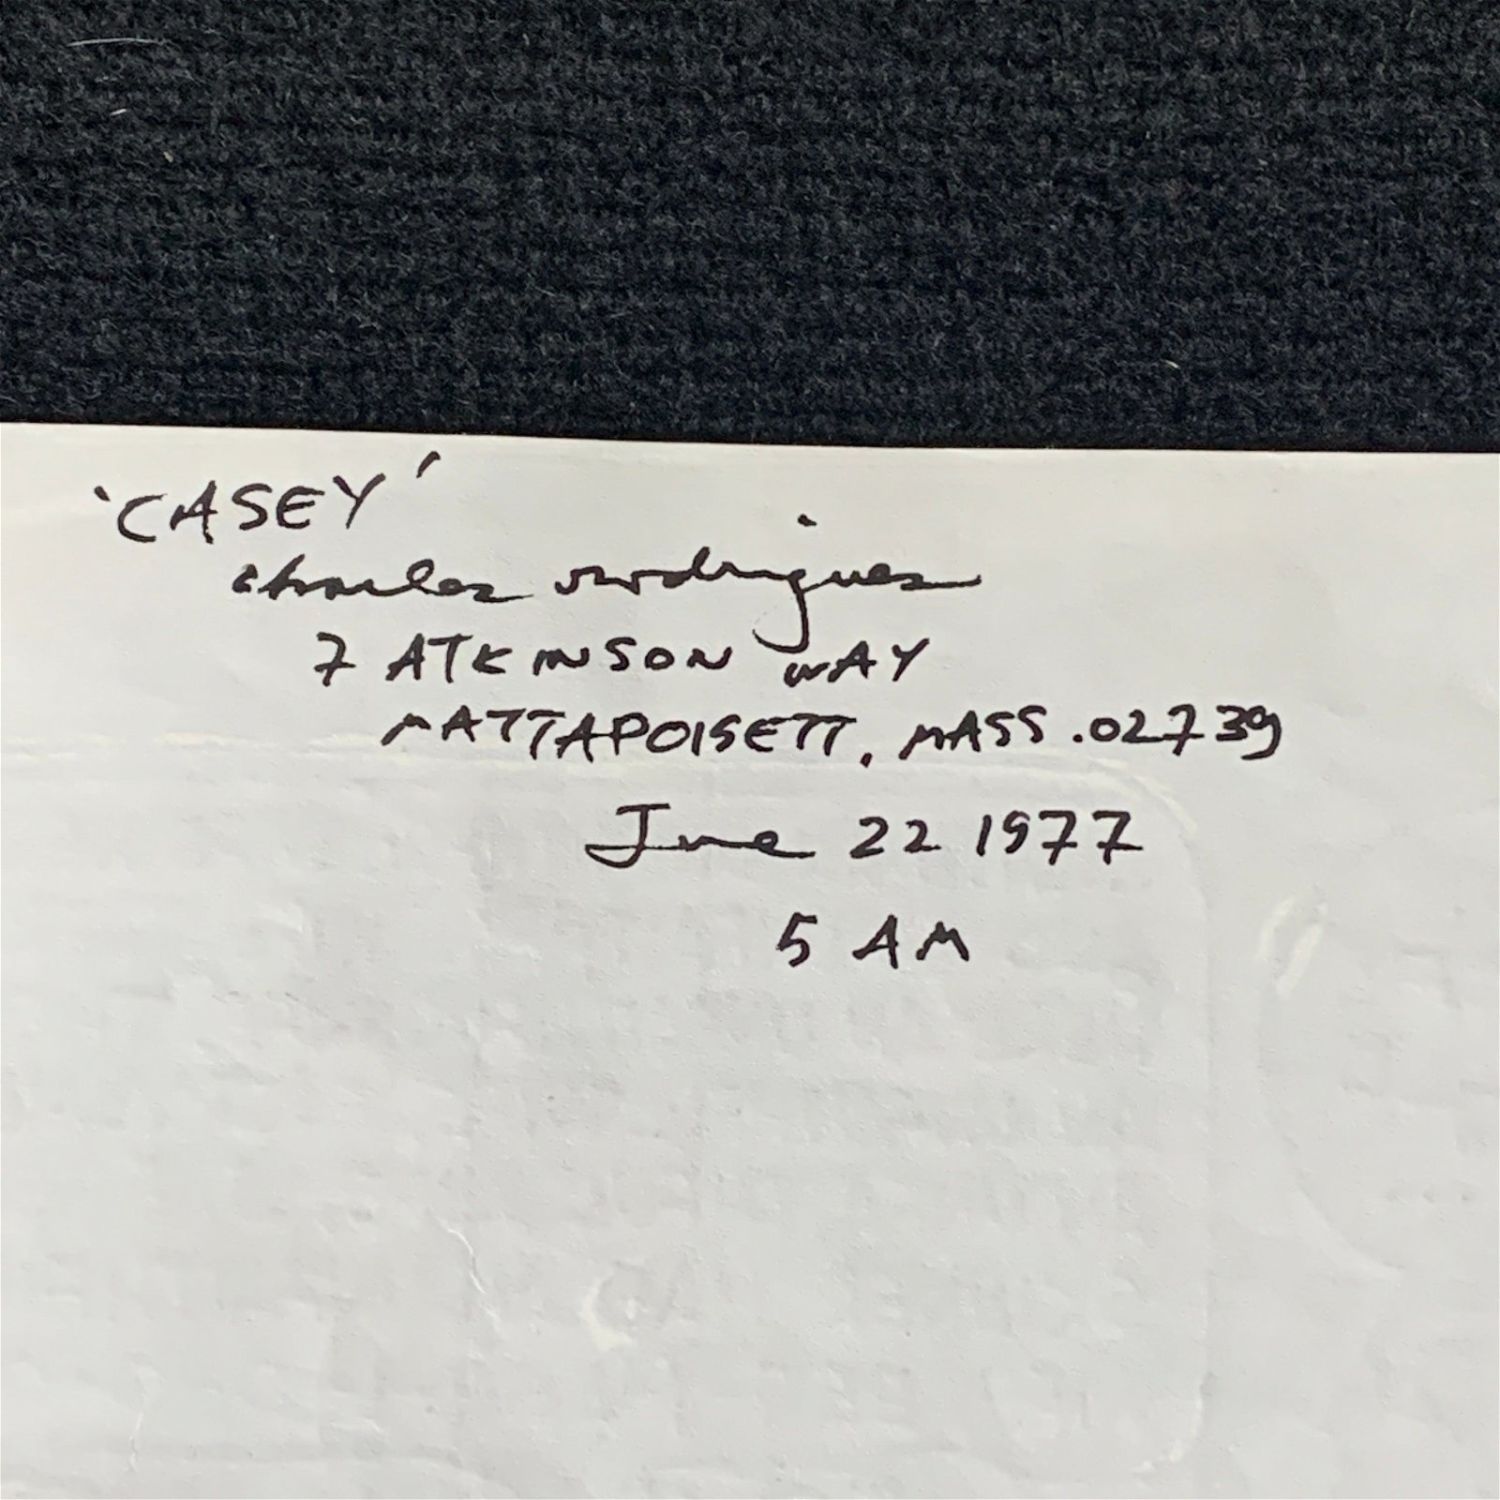 'CASEY'
charles rodrigues
7 ATKINSON WAY
MATTAPOISETT, MASS. 02739
June 22 1977
5 AM